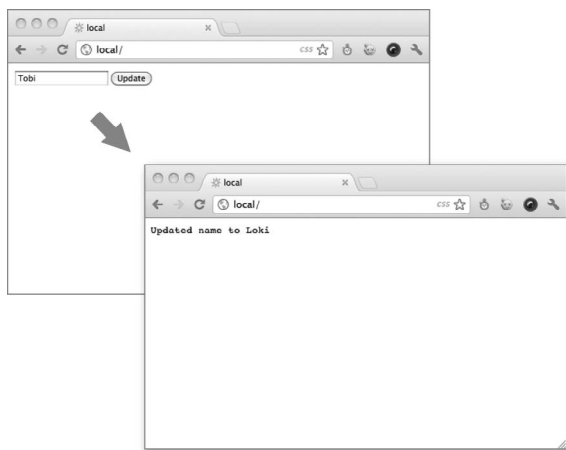 local
local/
css
Tobi
Update
local
local/
css
Updated name to Loki